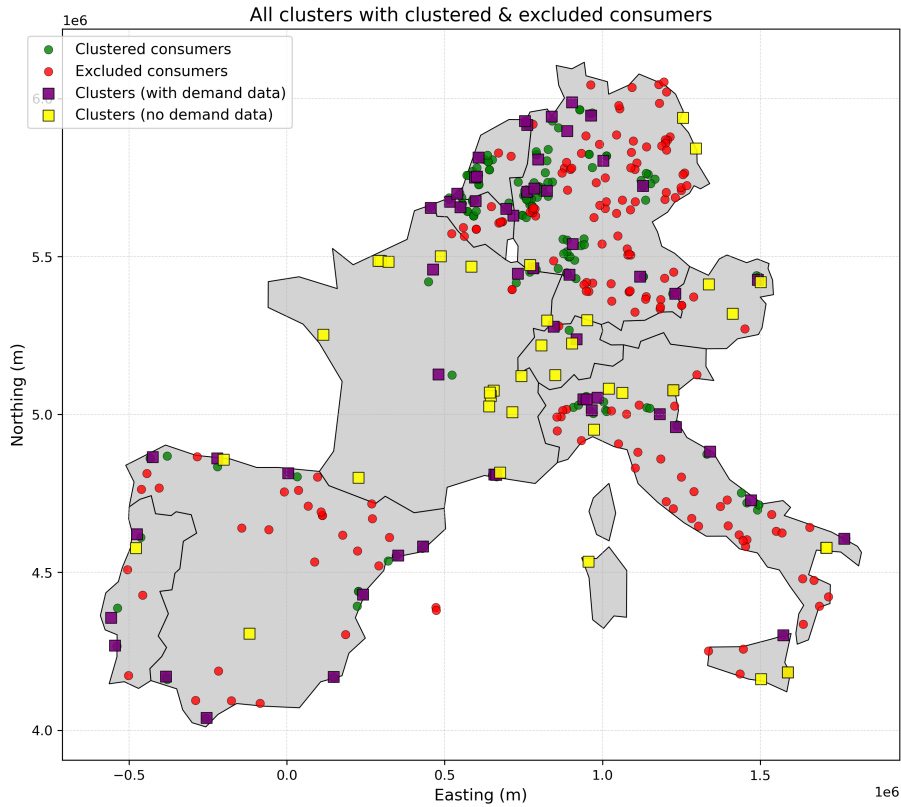 All clusters with clustered & excluded consumers
1e6
Clustered consumers
Excluded consumers
Clusters (with demand data)
Clusters (no demand data)
6.0
5.5
5.0
4.5
4.0
Northing (m)
−0.5
0.0
0.5
1.0
1.5
1e6
Easting (m)